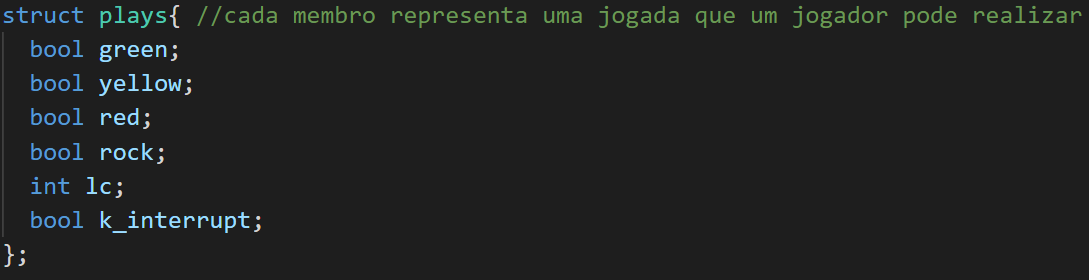 struct plays{ //cada membro representa uma jogada que um jogador pode realizar
bool green;
bool yellow;
bool red;
bool rock;
int lc;
bool k_interrupt;
};